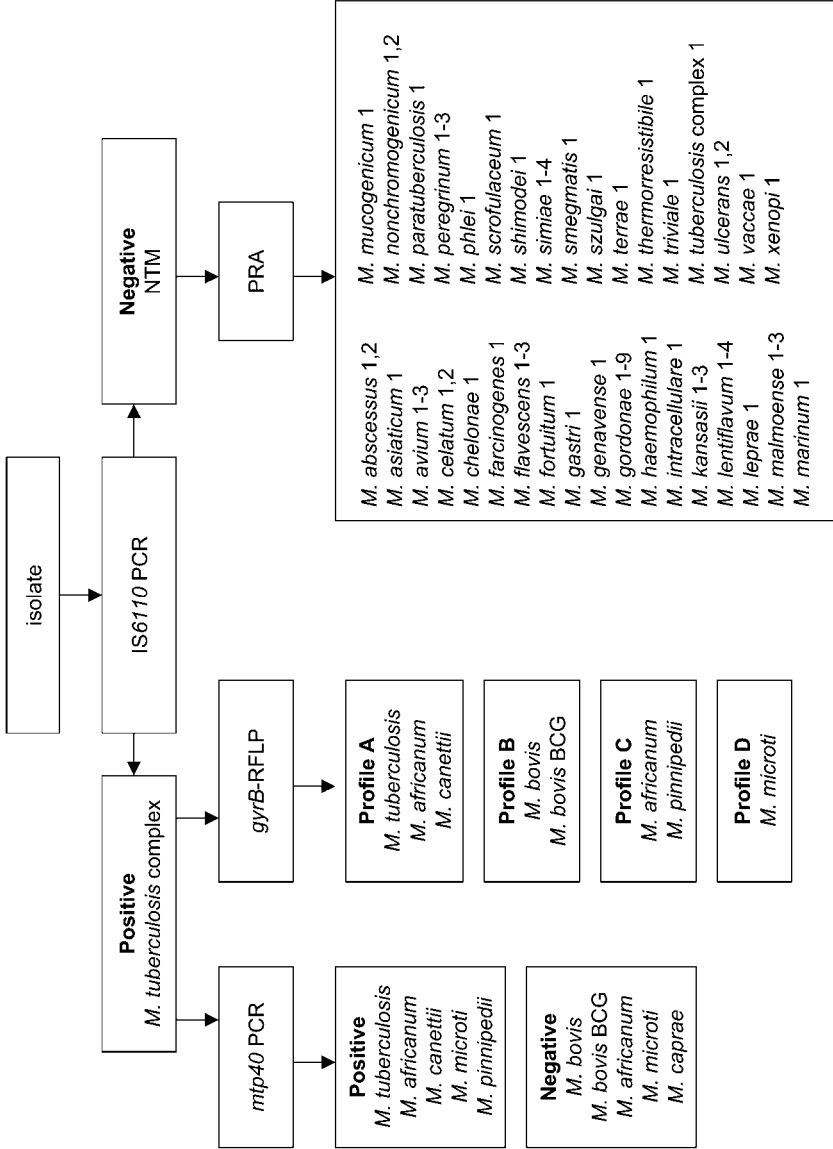 isolate
IS6110 PCR
Positive
M. tuberculosis complex
Negative
NTM
mtp40 PCR
gyrB-RFLP
PRA
Positive
M. tuberculosis
M. africanum
M. canettii
M. microti
M. pinnipedii
Negative
M. bovis
M. bovis BCG
M. africanum
M. microti
M. caprae
Profile A
M. tuberculosis
M. africanum
M. canettii
Profile B
M. bovis
M. bovis BCG
Profile C
M. africanum
M. pinnipedii
Profile D
M. microti
M. abscessus 1,2
M. asiaticum 1
M. avium 1-3
M. celatum 1,2
M. chelonae 1
M. farcinogenes 1
M. flavescens 1-3
M. fortuitum 1
M. gastri 1
M. genavense 1
M. gordonae 1-9
M. haemophilum 1
M. intracellulare 1
M. kansasii 1-3
M. lentiflavum 1-4
M. leprae 1
M. malmoense 1-3
M. marinum 1
M. mucogenicum 1
M. nonchromogenicum 1,2
M. paratuberculosis 1
M. peregrinum 1-3
M. phlei 1
M. scrofulaceum 1
M. shimodei 1
M. simiae 1-4
M. smegmatis 1
M. szulgai 1
M. terrae 1
M. thermorresistibile 1
M. triviale 1
M. tuberculosis complex 1
M. ulcerans 1,2
M. vaccae 1
M. xenopi 1